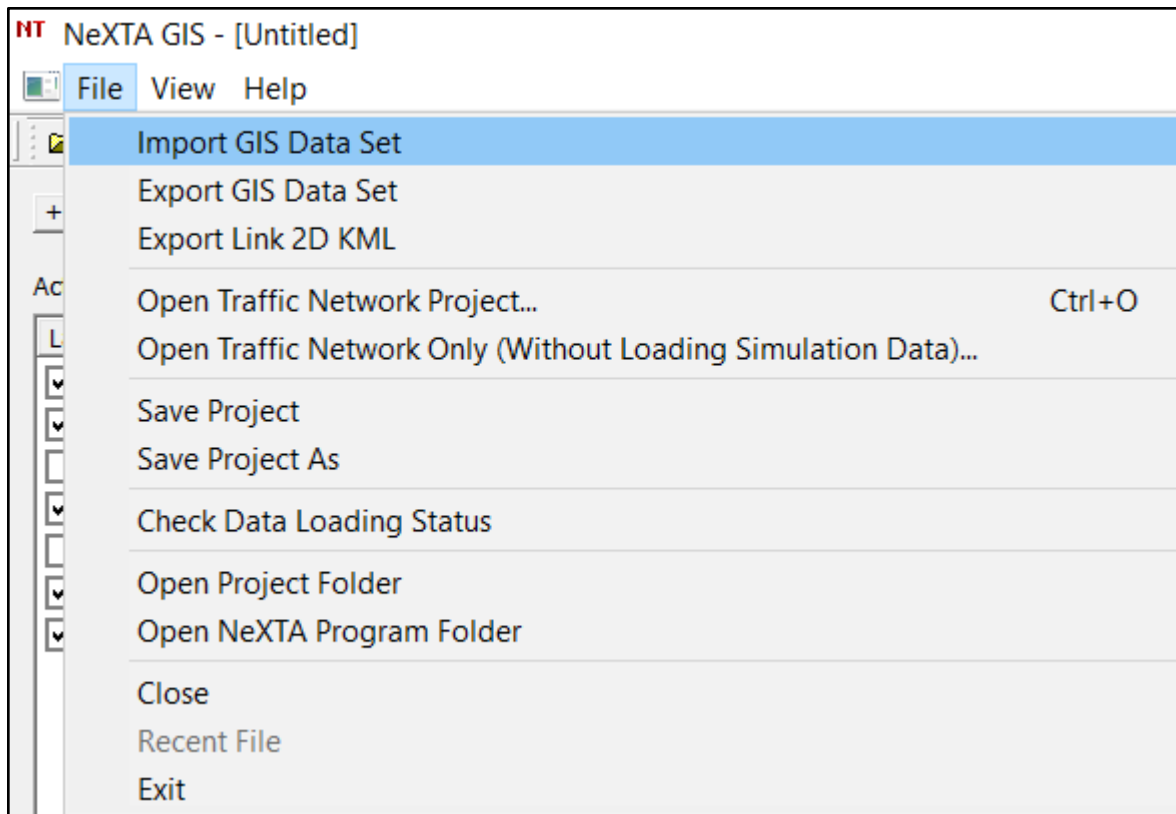 NT NeXTA GIS - [Untitled]
File View Help
Import GIS Data Set
Export GIS Data Set
Export Link 2D KML
Open Traffic Network Project... Ctrl+O
Open Traffic Network Only (Without Loading Simulation Data)...
Save Project
Save Project As
Check Data Loading Status
Open Project Folder
Open NeXTA Program Folder
Close
Recent File
Exit